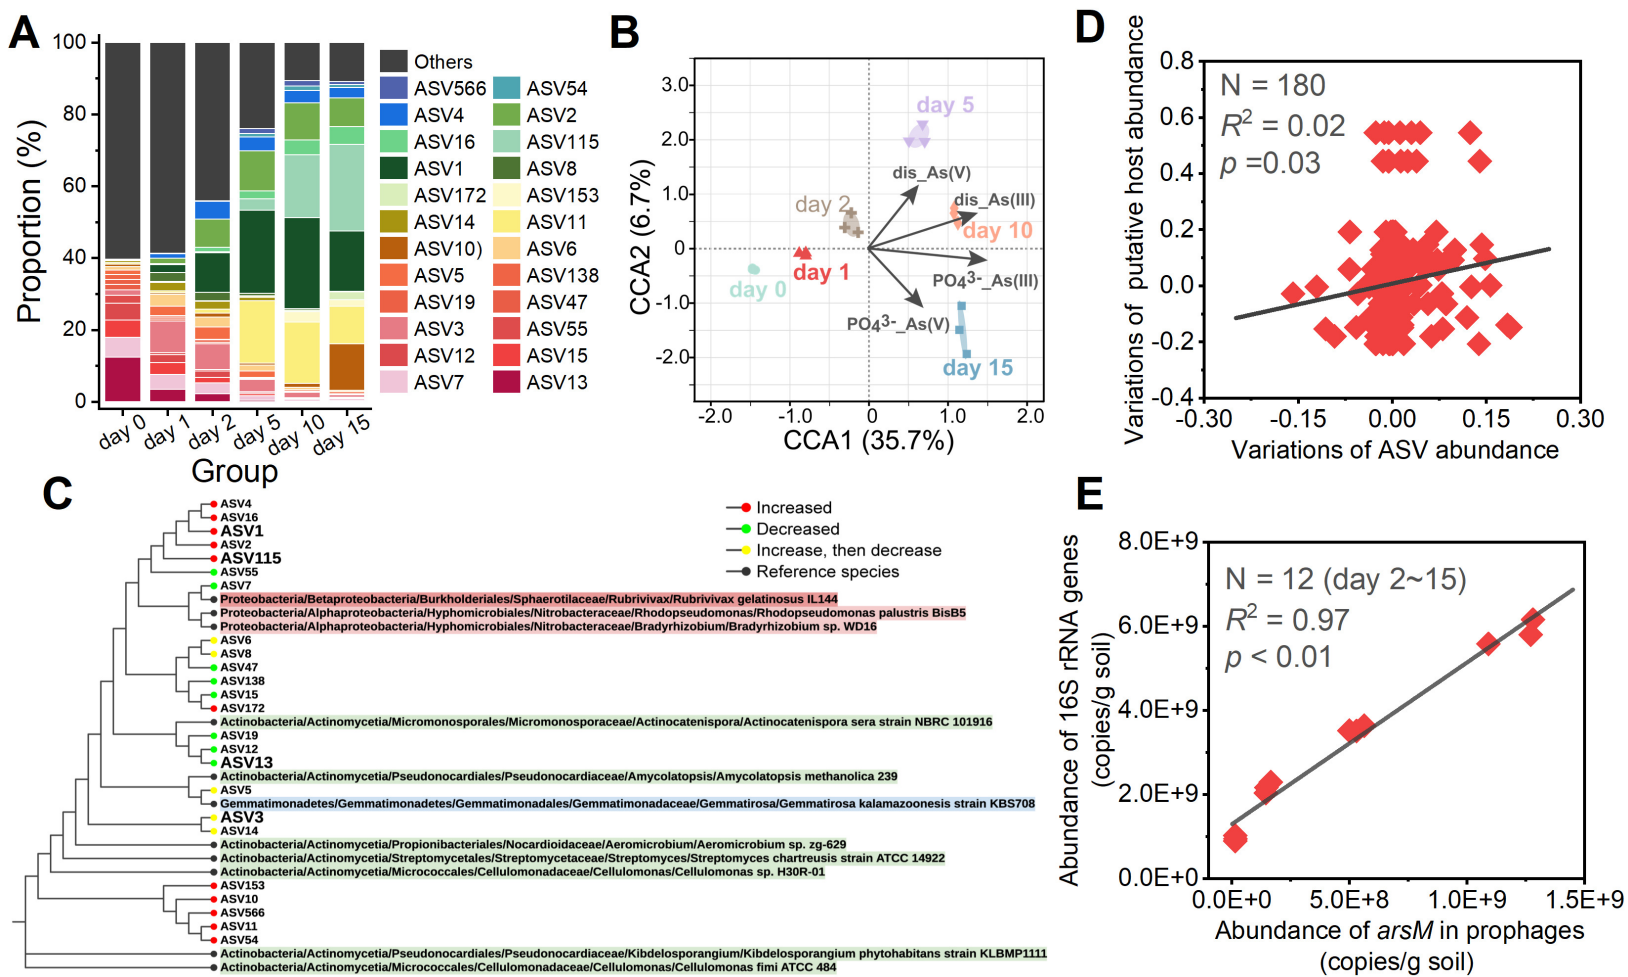 A
Proportion (%)
100
80
60
40
20
0
day 0
day 1
day 2
day 5
day 10
day 15
Group
Others
ASV566
ASV54
ASV4
ASV2
ASV16
ASV115
ASV1
ASV8
ASV172
ASV153
ASV14
ASV11
ASV10)
ASV6
ASV5
ASV138
ASV19
ASV47
ASV3
ASV55
ASV12
ASV15
ASV7
ASV13
B
CCA2 (6.7%)
3.0
2.0
1.0
0
-1.0
-2.0
-2.0
-1.0
0
1.0
2.0
CCA1 (35.7%)
day 5
dis_As(V)
day 2
dis_As(III)
day 10
day 1
day 0
PO43-_As(III)
PO43-_As(V)
day 15
C
ASV4
ASV16
ASV1
ASV2
ASV115
ASV55
ASV7
Proteobacteria/Betaproteobacteria/Burkholderiales/Sphaerotilaceae/Rubrivivax/Rubrivivax gelatinosus IL144
Proteobacteria/Alphaproteobacteria/Hyphomicrobiales/Nitrobacteraceae/Rhodopseudomonas/Rhodopseudomonas palustris BisB5
Proteobacteria/Alphaproteobacteria/Hyphomicrobiales/Nitrobacteraceae/Bradyrhizobium/Bradyrhizobium sp. WD16
ASV6
ASV8
ASV47
ASV138
ASV15
ASV172
Actinobacteria/Actinomycetia/Micromonosporales/Micromonosporaceae/Actinocatenispora/Actinocatenispora sera strain NBRC 101916
ASV19
ASV12
ASV13
Actinobacteria/Actinomycetia/Pseudonocardiales/Pseudonocardiaceae/Amycolatopsis/Amycolatopsis methanolica 239
ASV5
Gemmatimonadetes/Gemmatimonadetes/Gemmatimonadales/Gemmatimonadaceae/Gemmatirosa/Gemmatirosa kalamazoonesis strain KBS708
ASV3
ASV14
Actinobacteria/Actinomycetia/Propionibacteriales/Nocardioidaceae/Aeromicrobium/Aeromicrobium sp. zg-629
Actinobacteria/Actinomycetia/Streptomycetales/Streptomycetaceae/Streptomyces/Streptomyces chartreusis strain ATCC 14922
Actinobacteria/Actinomycetia/Micrococcales/Cellulomonadaceae/Cellulomonas/Cellulomonas sp. H30R-01
ASV153
ASV10
ASV566
ASV11
ASV54
Actinobacteria/Actinomycetia/Pseudonocardiales/Pseudonocardiaceae/Kibdelosporangium/Kibdelosporangium phytohabitans strain KLBMP1111
Actinobacteria/Actinomycetia/Micrococcales/Cellulomonadaceae/Cellulomonas/Cellulomonas fimi ATCC 484
Increased
Decreased
Increase, then decrease
Reference species
D
Variations of putative host abundance
0.8
0.6
0.4
0.2
0.0
-0.2
-0.4
N = 180
R2 = 0.02
p =0.03
-0.30
-0.15
0.00
0.15
0.30
Variations of ASV abundance
E
Abundance of 16S rRNA genes
(copies/g soil)
8.0E+9
6.0E+9
4.0E+9
2.0E+9
0.0E+0
N = 12 (day 2~15)
R2 = 0.97
p < 0.01
0.0E+0
5.0E+8
1.0E+9
1.5E+9
Abundance of arsM in prophages
(copies/g soil)